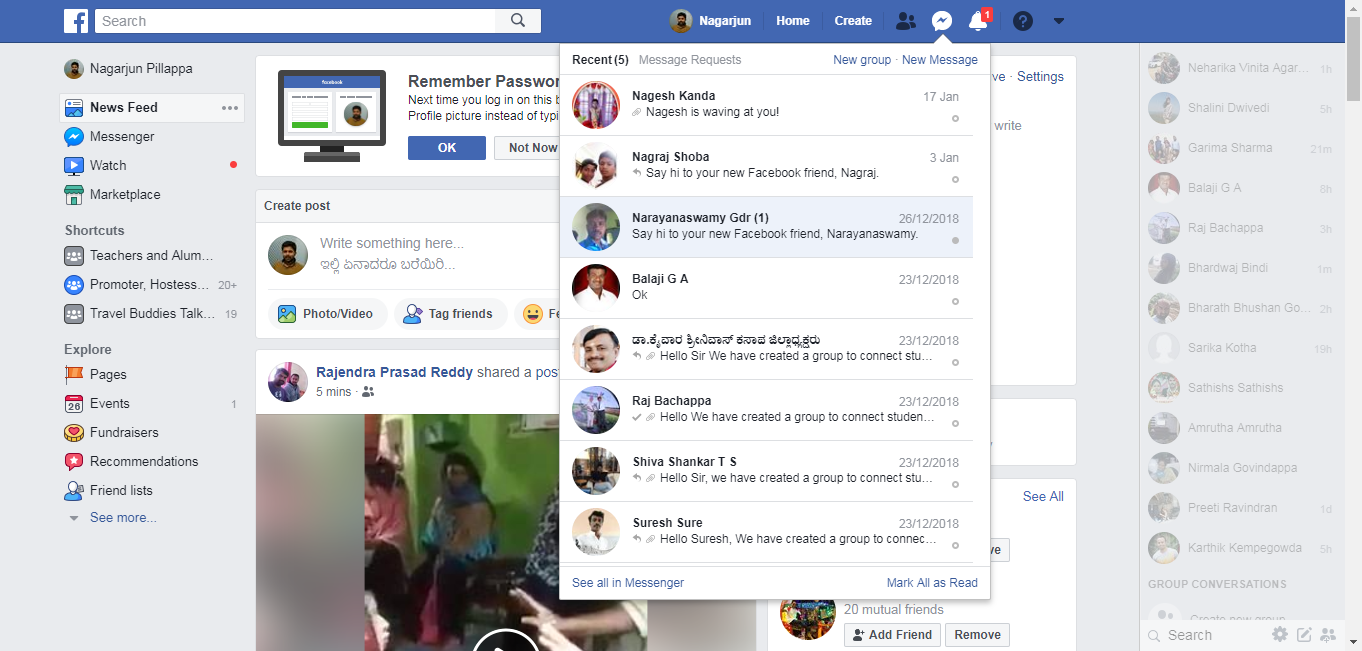 Search
Nagarjun
Home
Create
1
Nagarjun Pillappa
News Feed
Messenger
Watch
Marketplace
Shortcuts
Teachers and Alum...
Promoter, Hostess... 20+
Travel Buddies Talk... 19
Explore
Pages
Events 1
Fundraisers
Recommendations
Friend lists
See more...
facebook
Remember Passwor
Next time you log in on this b
Profile picture instead of typi
OK
Not Now
Create post
Write something here...
ಇಲ್ಲಿ ಏನಾದರೂ ಬರೆಯಿರಿ...
Photo/Video
Tag friends
Fe
Rajendra Prasad Reddy shared a post
5 mins ·
Recent (5) Message Requests New group · New Message
Nagesh Kanda 17 Jan
Nagesh is waving at you!
Nagraj Shoba 3 Jan
Say hi to your new Facebook friend, Nagraj.
Narayanaswamy Gdr (1) 26/12/2018
Say hi to your new Facebook friend, Narayanaswamy.
Balaji G A 23/12/2018
Ok
ಡಾ.ಕೈವಾರ ಶ್ರೀನಿವಾಸ್ ಕಸಾಪ ಜಿಲ್ಲಾಧ್ಯಕ್ಷರು 23/12/2018
Hello Sir We have created a group to connect stu...
Raj Bachappa 23/12/2018
Hello We have created a group to connect studen...
Shiva Shankar T S 23/12/2018
Hello Sir, we have created a group to connect stu...
Suresh Sure 23/12/2018
Hello Suresh, We have created a group to connec...
See all in Messenger Mark All as Read
ve · Settings
write
See All
ve
20 mutual friends
Add Friend
Remove
Neharika Vinita Agar... 1h
Shalini Dwivedi 5h
Garima Sharma 21m
Balaji G A 8h
Raj Bachappa 3h
Bhardwaj Bindi 1m
Bharath Bhushan Go... 2h
Sarika Kotha 19h
Sathishs Sathishs
Amrutha Amrutha
Nirmala Govindappa
Preeti Ravindran 1d
Karthik Kempegowda 5h
GROUP CONVERSATIONS
Create new group
Search